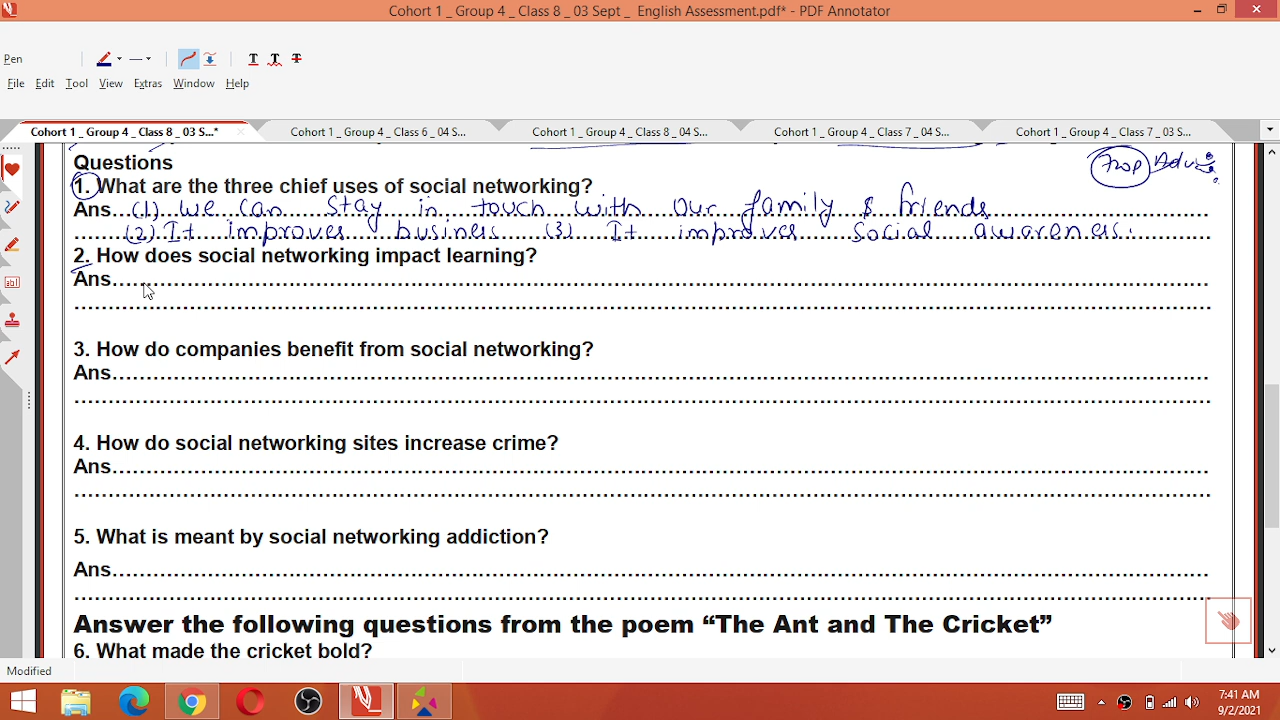 Cohort 1 _ Group 4 _ Class 8 _ 03 Sept _ English Assessment.pdf* - PDF Annotator
Pen
T T T
File Edit Tool View Extras Window Help
Cohort 1 _ Group 4 _ Class 8 _ 03 S...* Cohort 1 _ Group 4 _ Class 6 _ 04 S... Cohort 1 _ Group 4 _ Class 8 _ 04 S... Cohort 1 _ Group 4 _ Class 7 _ 04 S... Cohort 1 _ Group 4 _ Class 7 _ 03 S...
Questions
1. What are the three chief uses of social networking?
Ans...(1) We can stay in touch with our family & friends
(2) It improves business (3) It improves social awareness.
2. How does social networking impact learning?
Ans
3. How do companies benefit from social networking?
Ans
4. How do social networking sites increase crime?
Ans
5. What is meant by social networking addiction?
Ans
Answer the following questions from the poem “The Ant and The Cricket”
6. What made the cricket bold?
Modified
7:41 AM
9/2/2021